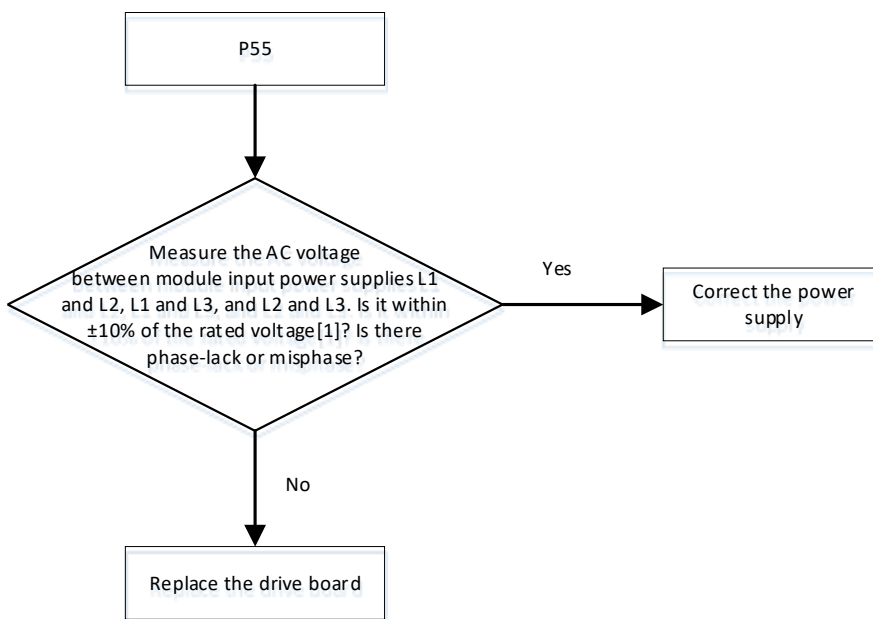 P55
Measure the AC voltage
between module input power supplies L1
and L2, L1 and L3, and L2 and L3. Is it within
±10% of the rated voltage[1]? Is there
phase-lack or misphase?
Yes
Correct the power
supply
No
Replace the drive board